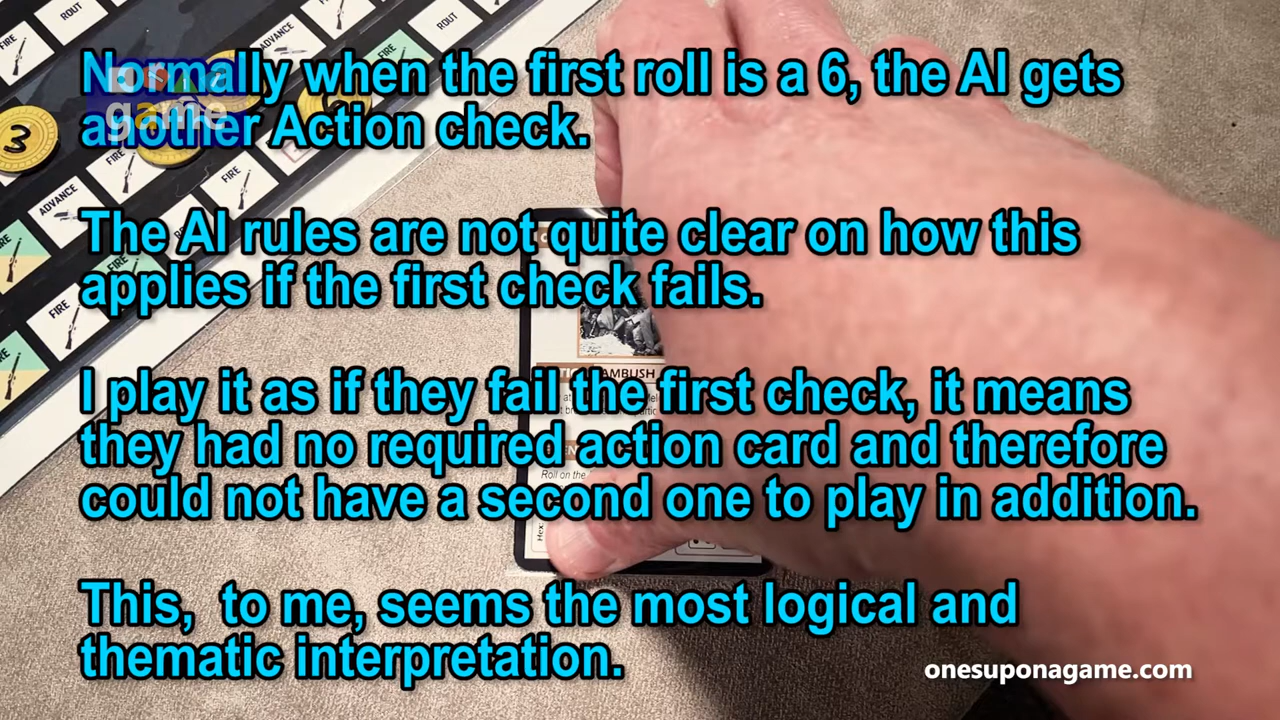 Normally when the first roll is a 6, the AI gets
another Action check.
The AI rules are not quite clear on how this
applies if the first check fails.
I play it as if they fail the first check, it means
they had no required action card and therefore
could not have a second one to play in addition.
This, to me, seems the most logical and
thematic interpretation.
onesuponagame.com
game
FIRE
ADVANCE
ROUT
FIRE
3
FIRE
ADVANCE
FIRE
FIRE
FIRE
AMBUSH
Roll on the
Hex: